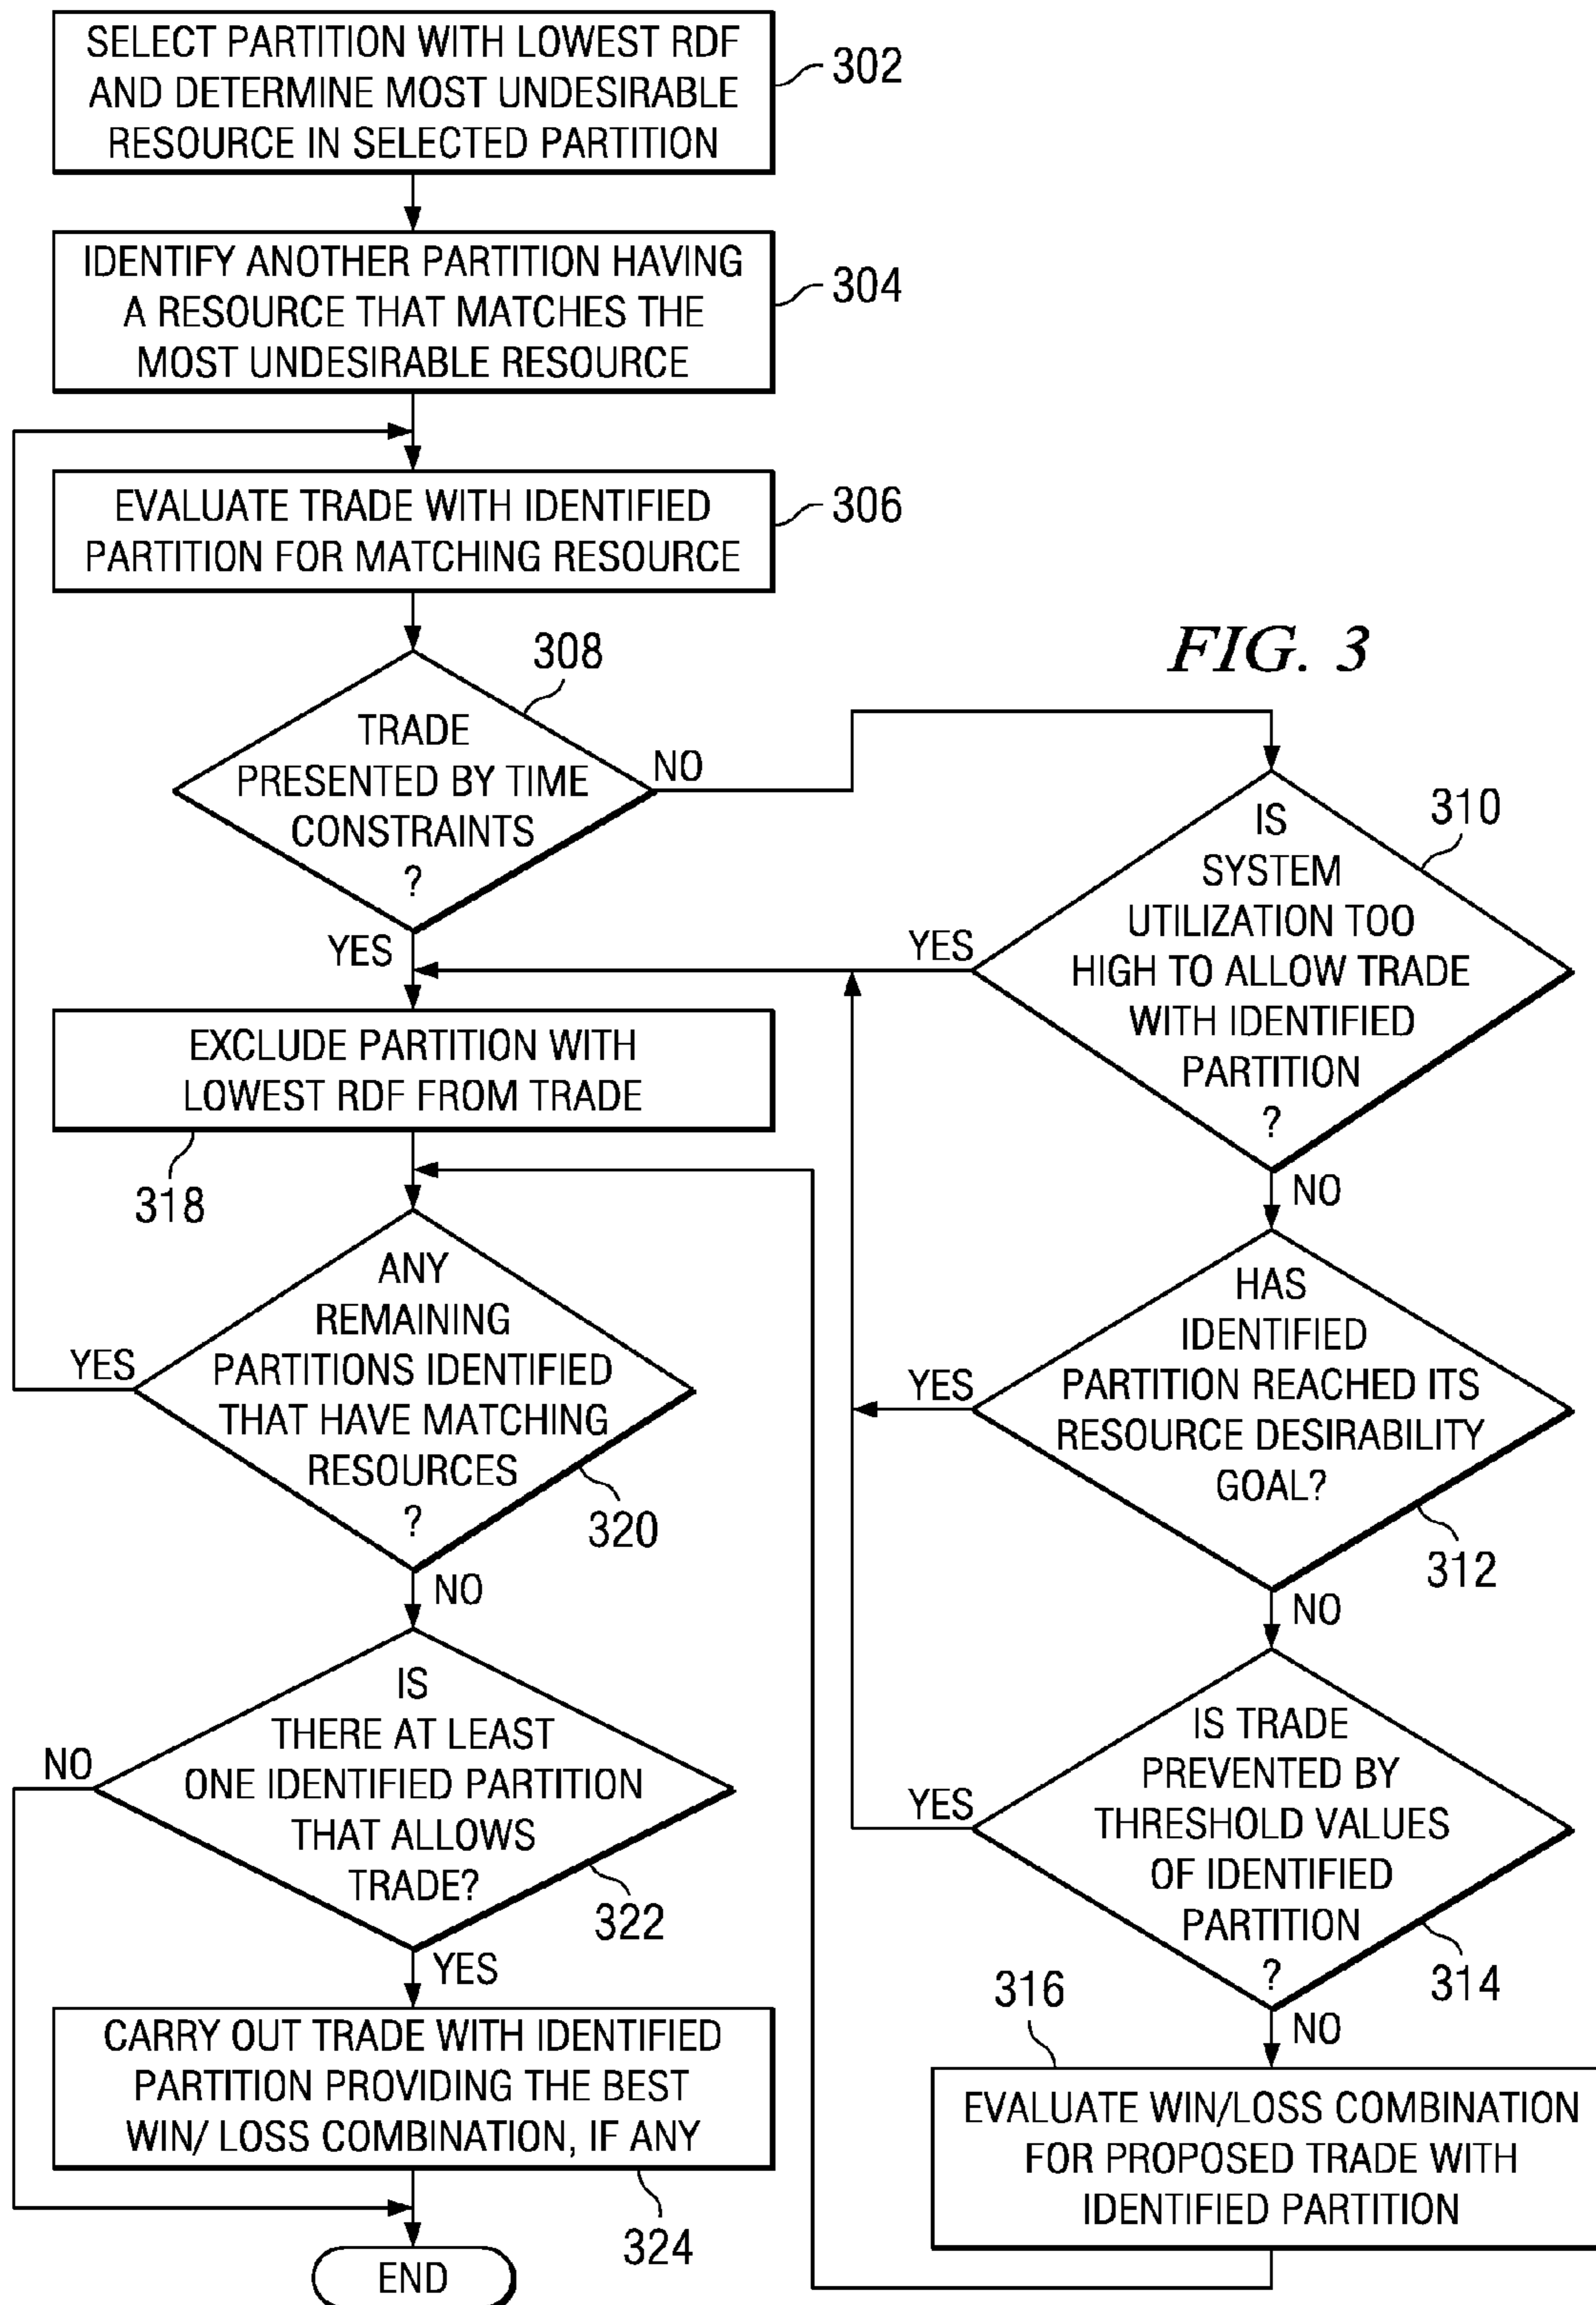 SELECT PARTITION WITH LOWEST RDF
AND DETERMINE MOST UNDESIRABLE
RESOURCE IN SELECTED PARTITION
302
IDENTIFY ANOTHER PARTITION HAVING
A RESOURCE THAT MATCHES THE
MOST UNDESIRABLE RESOURCE
304
EVALUATE TRADE WITH IDENTIFIED
PARTITION FOR MATCHING RESOURCE
306
FIG. 3
308
TRADE
PRESENTED BY TIME
CONSTRAINTS
?
NO
YES
310
IS
SYSTEM
UTILIZATION TOO
HIGH TO ALLOW TRADE
WITH IDENTIFIED
PARTITION
?
YES
NO
EXCLUDE PARTITION WITH
LOWEST RDF FROM TRADE
318
HAS
IDENTIFIED
PARTITION REACHED ITS
RESOURCE DESIRABILITY
GOAL?
YES
312
NO
ANY
REMAINING
PARTITIONS IDENTIFIED
THAT HAVE MATCHING
RESOURCES
?
YES
320
NO
IS TRADE
PREVENTED BY
THRESHOLD VALUES
OF IDENTIFIED
PARTITION
?
YES
314
NO
IS
THERE AT LEAST
ONE IDENTIFIED PARTITION
THAT ALLOWS
TRADE?
NO
322
YES
316
EVALUATE WIN/LOSS COMBINATION
FOR PROPOSED TRADE WITH
IDENTIFIED PARTITION
CARRY OUT TRADE WITH IDENTIFIED
PARTITION PROVIDING THE BEST
WIN/ LOSS COMBINATION, IF ANY
324
END